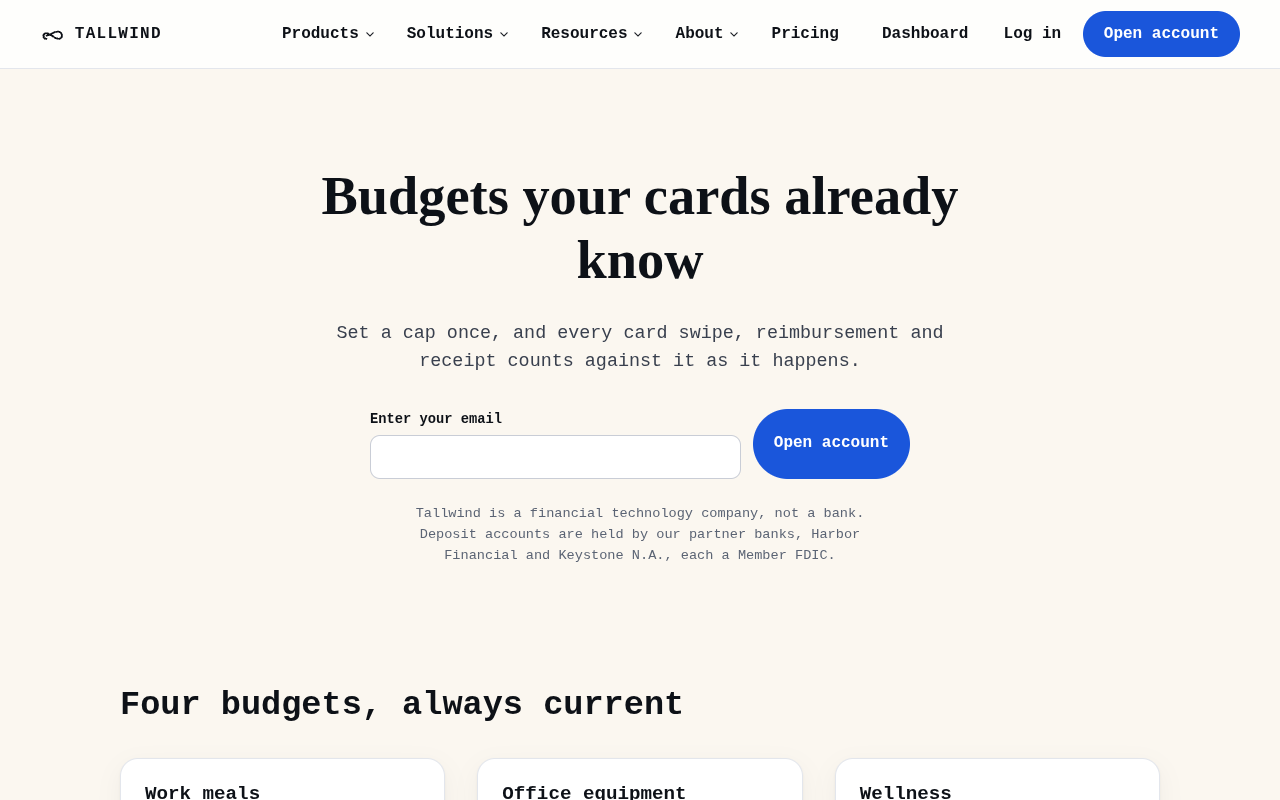 TALLWIND
Products
Solutions
Resources
About
Pricing
Dashboard
Log in
Open account
Budgets your cards already
know
Set a cap once, and every card swipe, reimbursement and
receipt counts against it as it happens.
Enter your email
Open account
Tallwind is a financial technology company, not a bank.
Deposit accounts are held by our partner banks, Harbor
Financial and Keystone N.A., each a Member FDIC.
Four budgets, always current
Work meals
Office equipment
Wellness